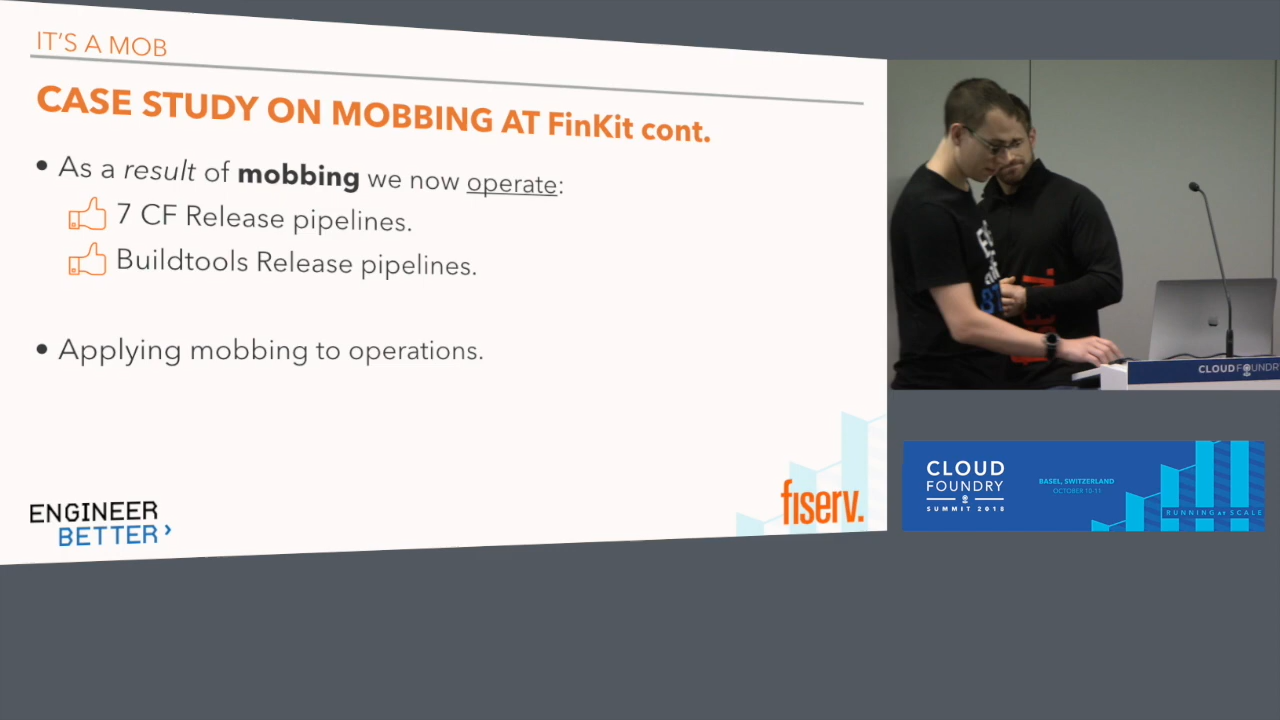 IT'S A MOB
CASE STUDY ON MOBBING AT FinKit cont.
• As a result of mobbing we now operate:
7 CF Release pipelines.
Buildtools Release pipelines.
• Applying mobbing to operations.
ENGINEER
BETTER
fiserv.
CLOUD FOUNDRY
CLOUD
FOUNDRY
SUMMIT 2018
BASEL, SWITZERLAND
OCTOBER 10-11
RUNNING at SCALE